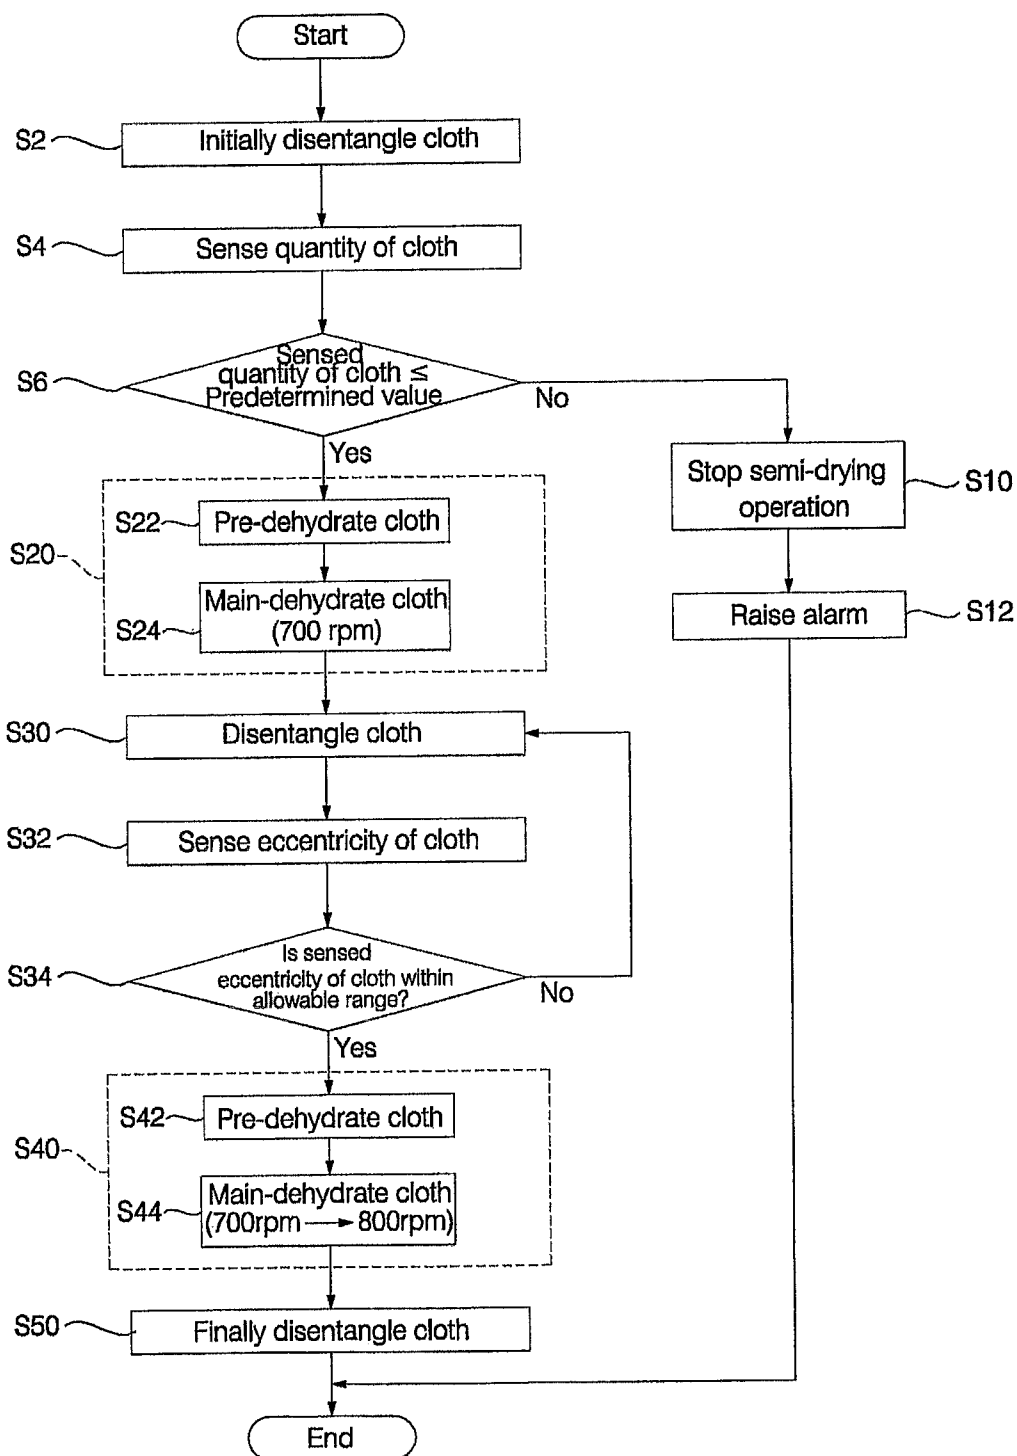 Start
S2
Initially disentangle cloth
S4
Sense quantity of cloth
S6
Sensed
quantity of cloth ≤
Predetermined value
No
Yes
Stop semi-drying
operation
S10
S20
S22
Pre-dehydrate cloth
S24
Main-dehydrate cloth
(700 rpm)
Raise alarm
S12
S30
Disentangle cloth
S32
Sense eccentricity of cloth
S34
Is sensed
eccentricity of cloth within
allowable range?
No
Yes
S40
S42
Pre-dehydrate cloth
S44
Main-dehydrate cloth
(700rpm → 800rpm)
S50
Finally disentangle cloth
End